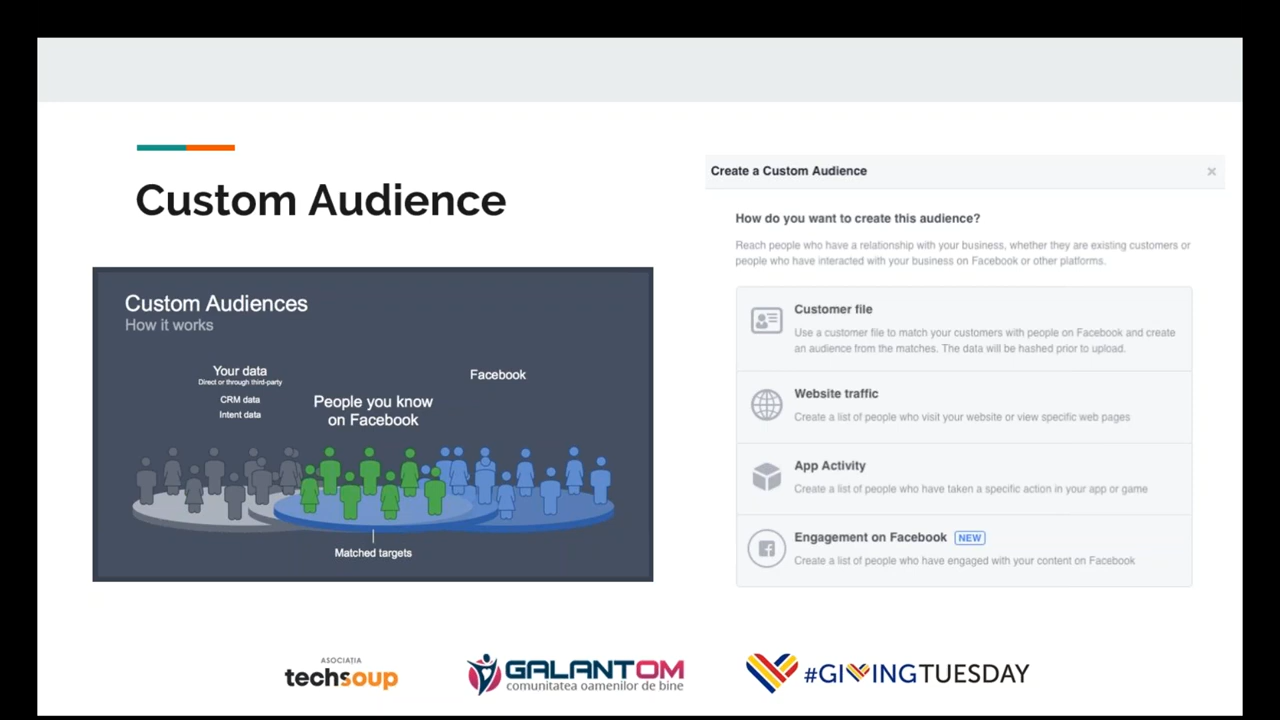 Custom Audience
Custom Audiences
How it works
Your data
Direct or through third-party
CRM data
Intent data
People you know
on Facebook
Facebook
Matched targets
Create a Custom Audience
How do you want to create this audience?
Reach people who have a relationship with your business, whether they are existing customers or
people who have interacted with your business on Facebook or other platforms.
Customer file
Use a customer file to match your customers with people on Facebook and create
an audience from the matches. The data will be hashed prior to upload.
Website traffic
Create a list of people who visit your website or view specific web pages
App Activity
Create a list of people who have taken a specific action in your app or game
Engagement on Facebook NEW
Create a list of people who have engaged with your content on Facebook
ASOCIAȚIA
techsoup
GALANTOM
comunitatea oamenilor de bine
#GIVINGTUESDAY